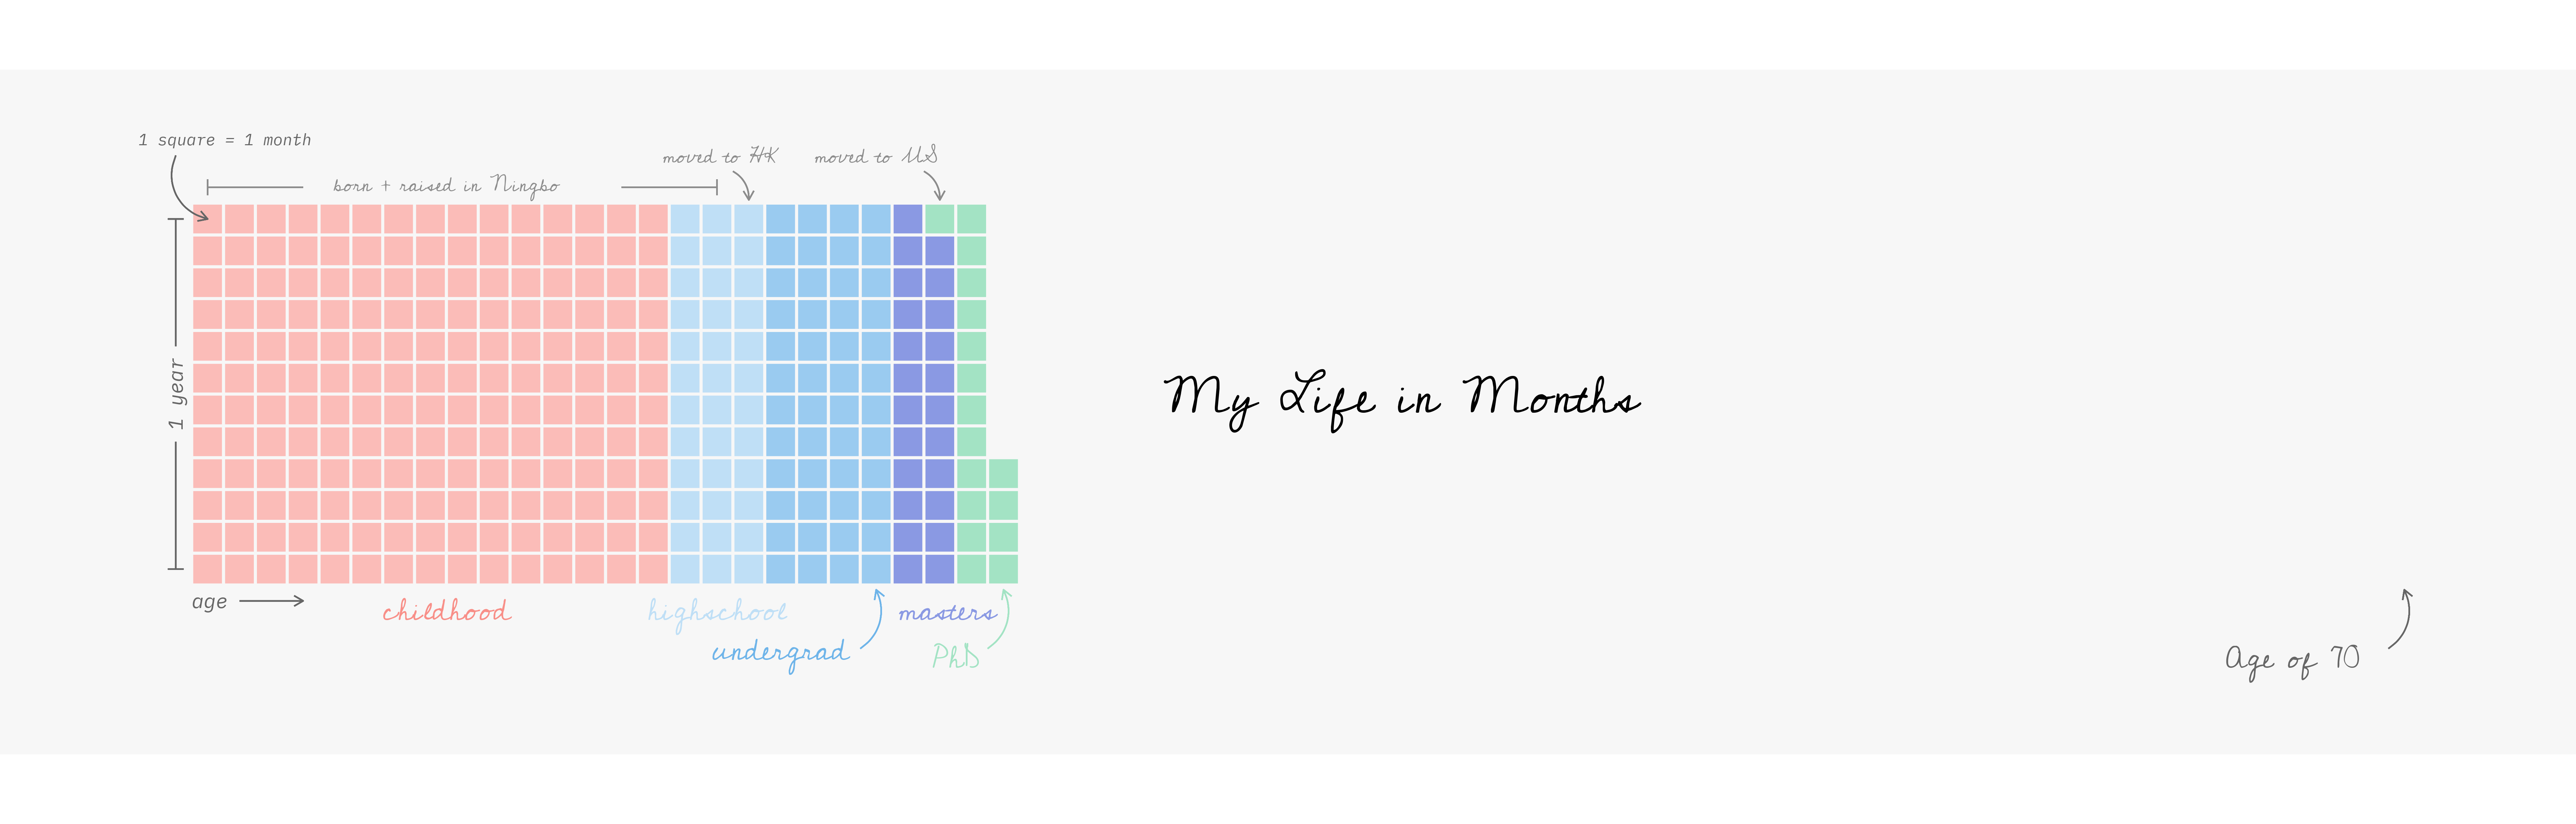 1 square = 1 month
moved to HK
moved to US
born + raised in Ningbo
1 year
My Life in Months
age
childhood
highschool
masters
undergrad
PhD
Age of 70